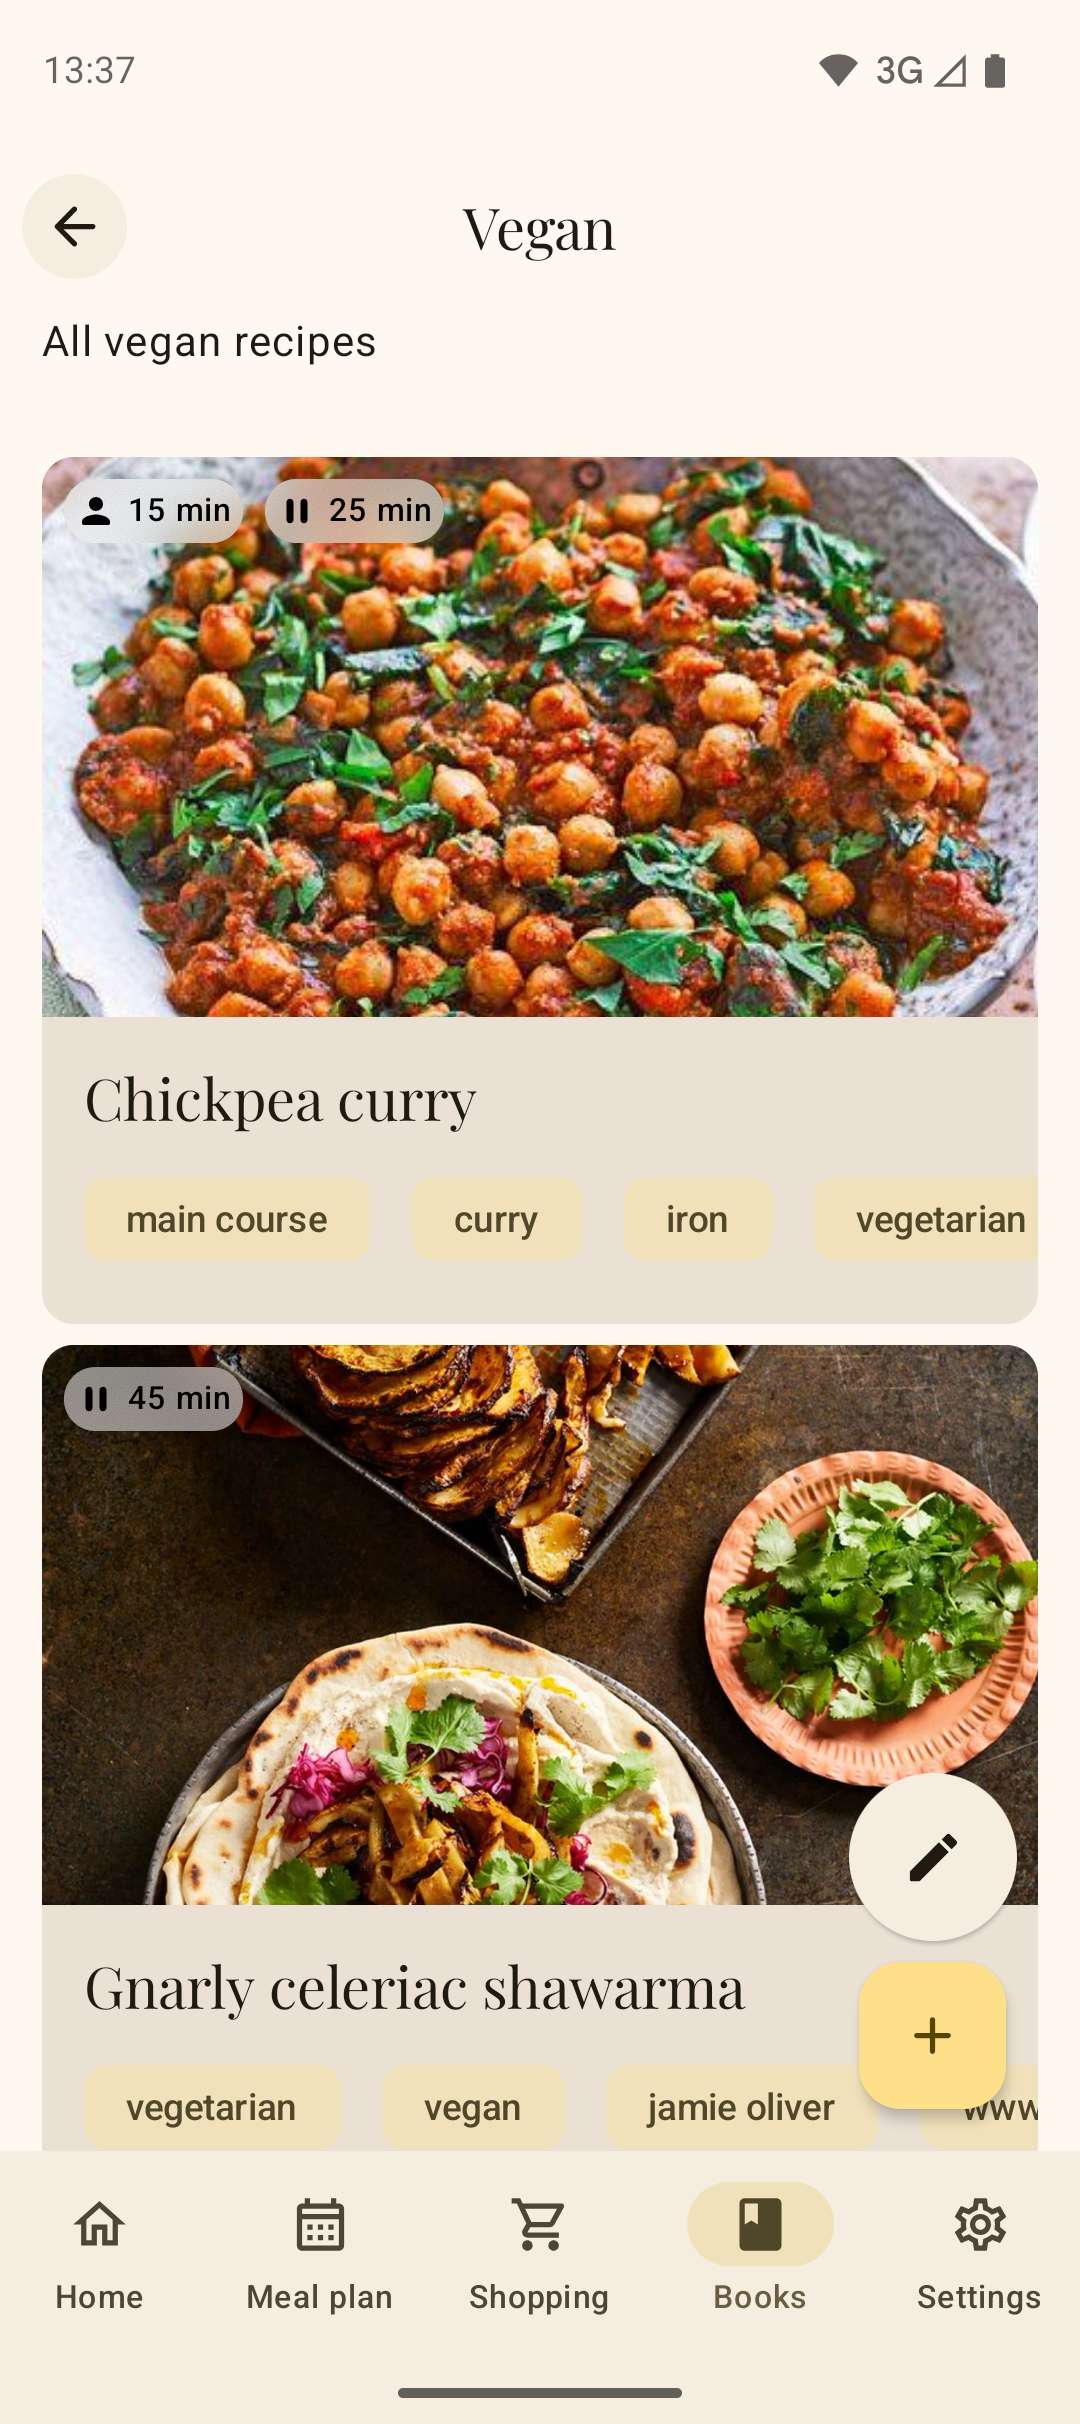 13:37
3G
Vegan
All vegan recipes
15 min
25 min
Chickpea curry
main course
curry
iron
vegetarian
45 min
Gnarly celeriac shawarma
vegetarian
vegan
jamie oliver
www
Home
Meal plan
Shopping
Books
Settings